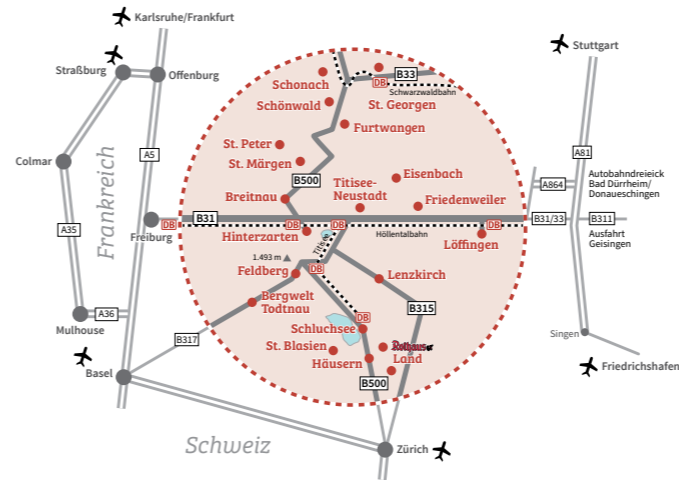 Karlsruhe/Frankfurt
Stuttgart
Straßburg
Offenburg
Schonach
B33
DB
Schwarzwaldbahn
St. Georgen
Schönwald
Furtwangen
A81
Colmar
Frankreich
A5
St. Peter
St. Märgen
B500
Eisenbach
Titisee-
Neustadt
Friedenweiler
Breitnau
A864
Autobahndreieick
Bad Dürrheim/
Donaueschingen
A35
Freiburg
DB
B31
DB
DB
DB
B31/33
B311
Hinterzarten
Höllentalbahn
Löffingen
Ausfahrt
Geisingen
Titisee
1.493 m
Feldberg
DB
Lenzkirch
A36
Mulhouse
Bergwelt
Todtnau
B315
DB
B317
Schluchsee
Singen
St. Blasien
Rothaus
Land
Häusern
Basel
B500
Friedrichshafen
Schweiz
Zürich